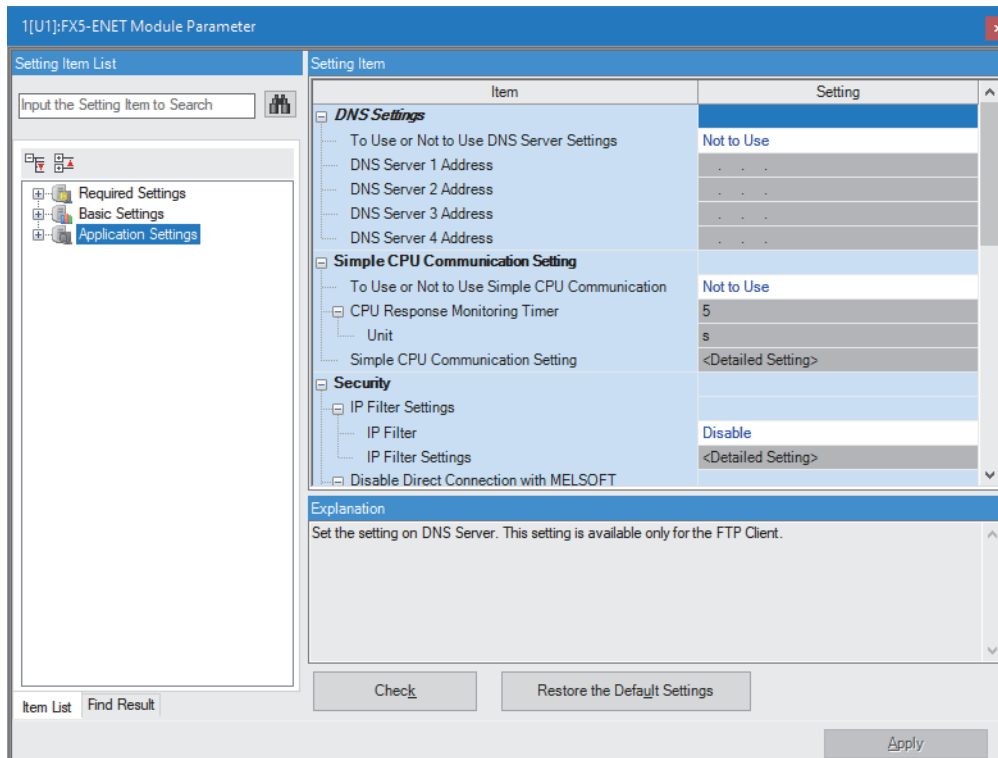 1[U1]:FX5-ENET Module Parameter
Setting Item List
Input the Setting Item to Search
Required Settings
Basic Settings
Application Settings
Item List
Find Result
Setting Item
Item Setting
DNS Settings
To Use or Not to Use DNS Server Settings Not to Use
DNS Server 1 Address . . .
DNS Server 2 Address . . .
DNS Server 3 Address . . .
DNS Server 4 Address . . .
Simple CPU Communication Setting
To Use or Not to Use Simple CPU Communication Not to Use
CPU Response Monitoring Timer 5
Unit s
Simple CPU Communication Setting <Detailed Setting>
Security
IP Filter Settings
IP Filter Disable
IP Filter Settings <Detailed Setting>
Disable Direct Connection with MELSOFT
Explanation
Set the setting on DNS Server. This setting is available only for the FTP Client.
Check
Restore the Default Settings
Apply